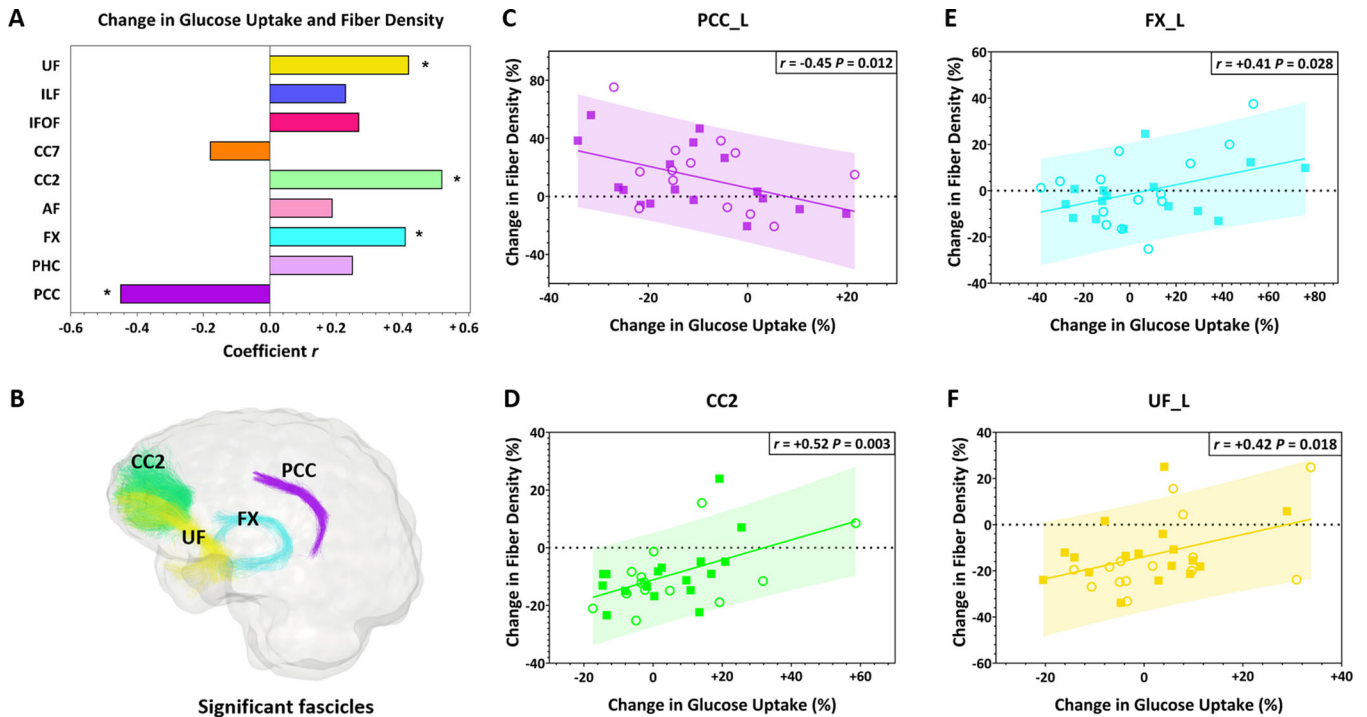 A
Change in Glucose Uptake and Fiber Density
UF
*
ILF
IFOF
CC7
CC2
*
AF
FX
*
PHC
PCC
*
-0.6 -0.4 -0.2 0.0 +0.2 +0.4 +0.6
Coefficient r
B
CC2
PCC
FX
UF
Significant fascicles
C
PCC_L
r = -0.45 P = 0.012
Change in Fiber Density (%)
80
40
0
-40
-40 -20 0 +20
Change in Glucose Uptake (%)
D
CC2
r = +0.52 P = 0.003
Change in Fiber Density (%)
40
20
0
-20
-40
-20 0 +20 +40 +60
Change in Glucose Uptake (%)
E
FX_L
r = +0.41 P = 0.028
Change in Fiber Density (%)
60
40
20
0
-20
-40
-40 -20 0 +20 +40 +60 +80
Change in Glucose Uptake (%)
F
UF_L
r = +0.42 P = 0.018
Change in Fiber Density (%)
40
20
0
-20
-40
-60
-20 0 +20 +40
Change in Glucose Uptake (%)